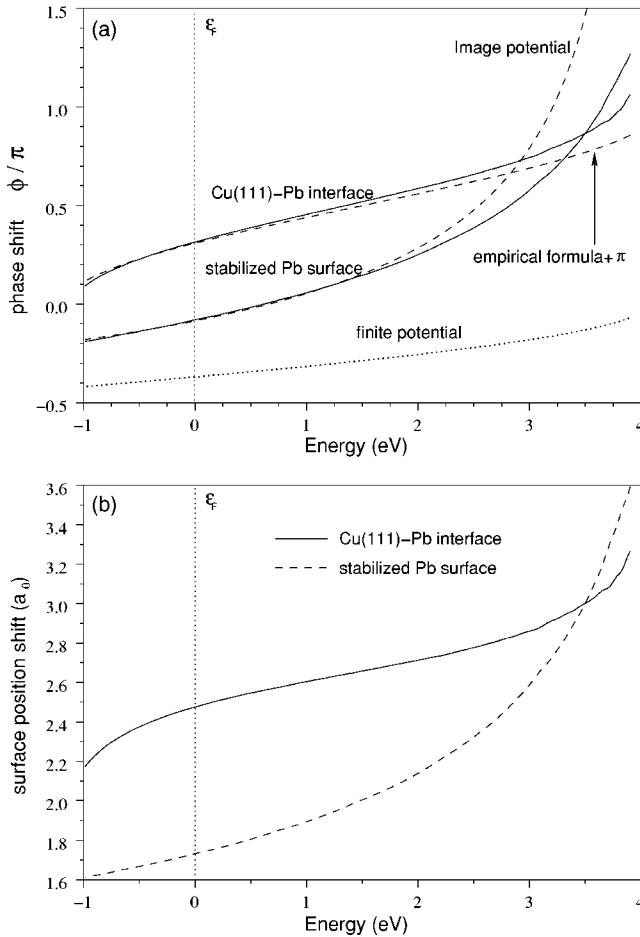 (a)
εF
Image potential
Cu(111)−Pb interface
stabilized Pb surface
empirical formula+π
finite potential
phase shift ϕ/π
1.5
1.0
0.5
0.0
−0.5
−1 0 1 2 3 4
Energy (eV)
(b)
εF
Cu(111)−Pb interface
stabilized Pb surface
surface position shift (a0)
3.6
3.4
3.2
3.0
2.8
2.6
2.4
2.2
2.0
1.8
1.6
−1 0 1 2 3 4
Energy (eV)